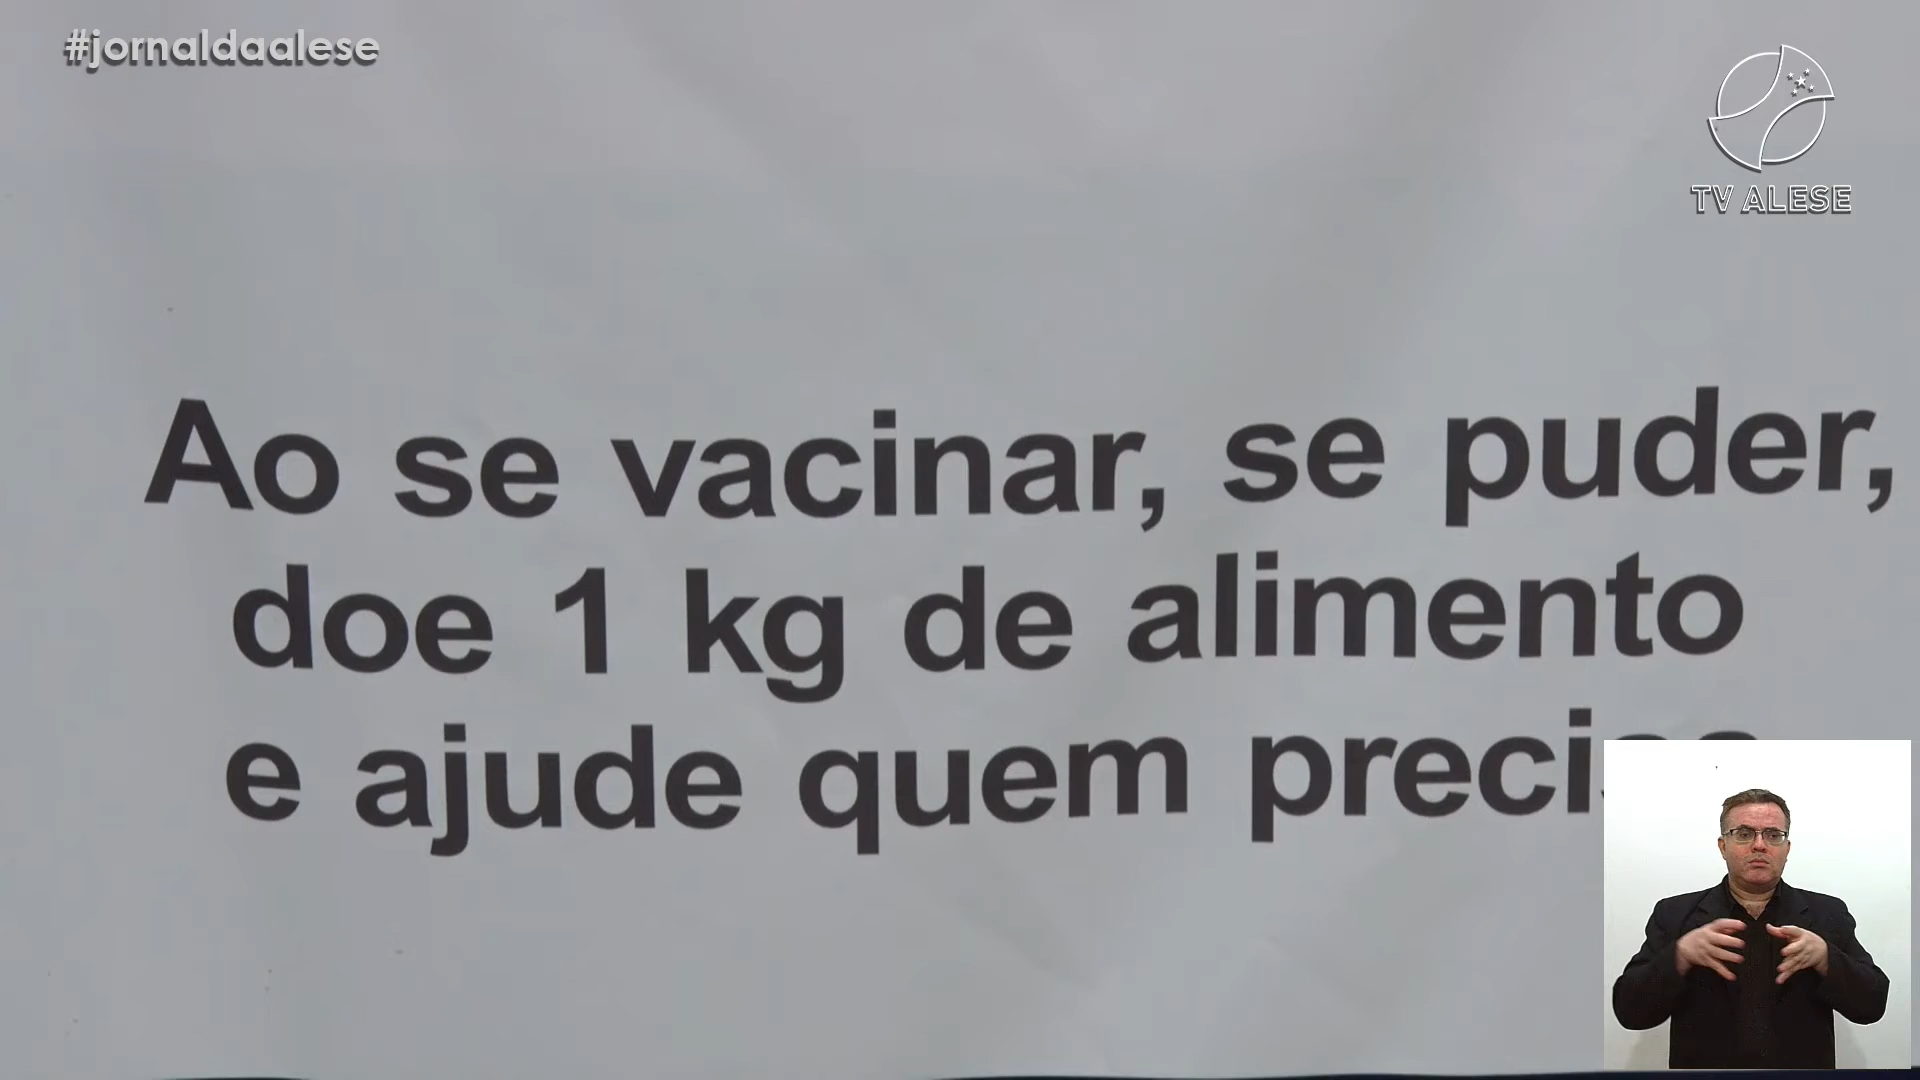 #jornaldaalese
TV ALESE
Ao se vacinar, se puder,
doe 1 kg de alimento
e ajude quem